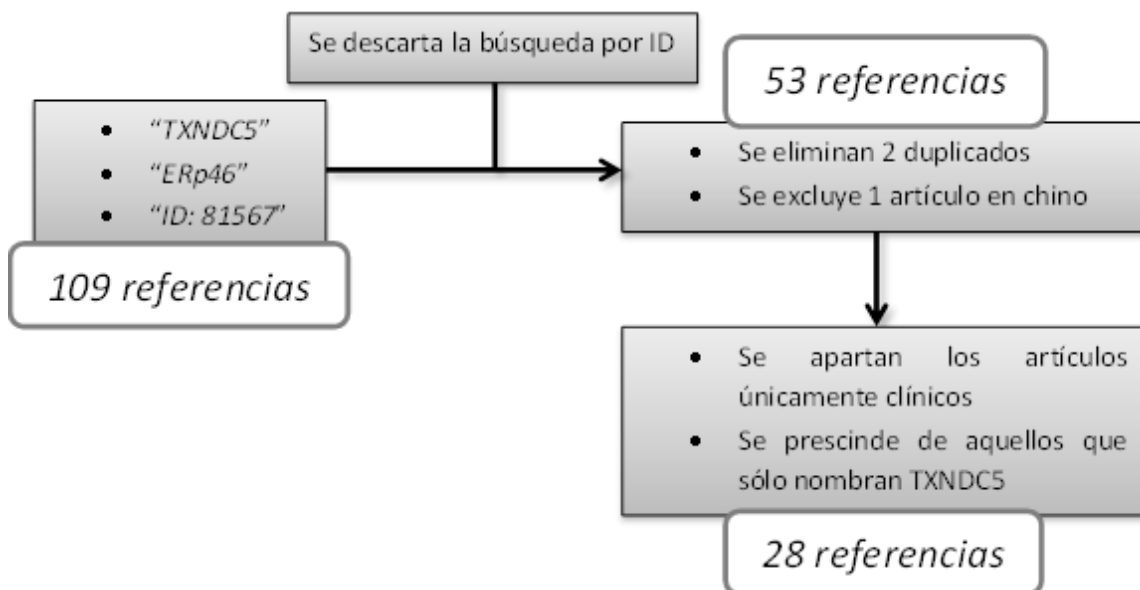 Se descarta la búsqueda por ID
• “TXNDC5”
• “ERp46”
• “ID: 81567”
109 referencias
53 referencias
• Se eliminan 2 duplicados
• Se excluye 1 artículo en chino
• Se apartan los artículos
únicamente clínicos
• Se prescinde de aquellos que
sólo nombran TXNDC5
28 referencias